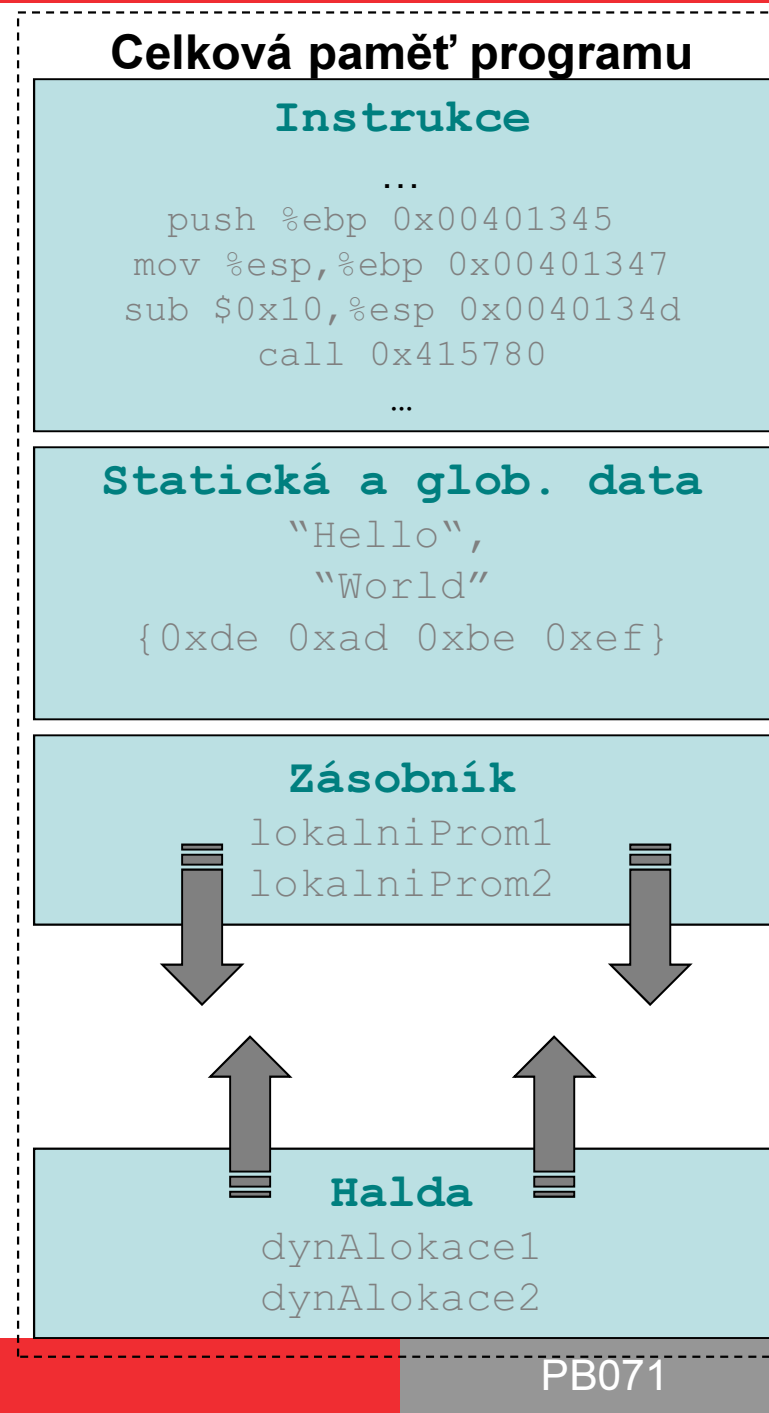 Celková paměť programu
Instrukce
…
push %ebp 0x00401345
mov %esp,%ebp 0x00401347
sub $0x10,%esp 0x0040134d
call 0x415780
…
Statická a glob. data
“Hello“,
“World”
{0xde 0xad 0xbe 0xef}
Zásobník
lokalniProm1
lokalniProm2
Halda
dynAlokace1
dynAlokace2
PB071